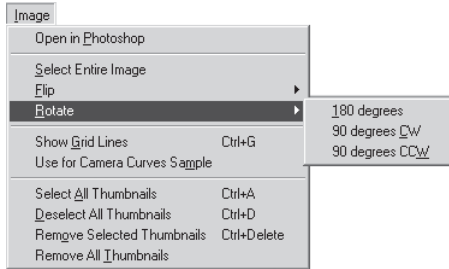 Image
Open in Photoshop
Select Entire Image
Flip
Rotate
180 degrees
90 degrees CW
90 degrees CCW
Show Grid Lines Ctrl+G
Use for Camera Curves Sample
Select All Thumbnails Ctrl+A
Deselect All Thumbnails Ctrl+D
Remove Selected Thumbnails Ctrl+Delete
Remove All Thumbnails